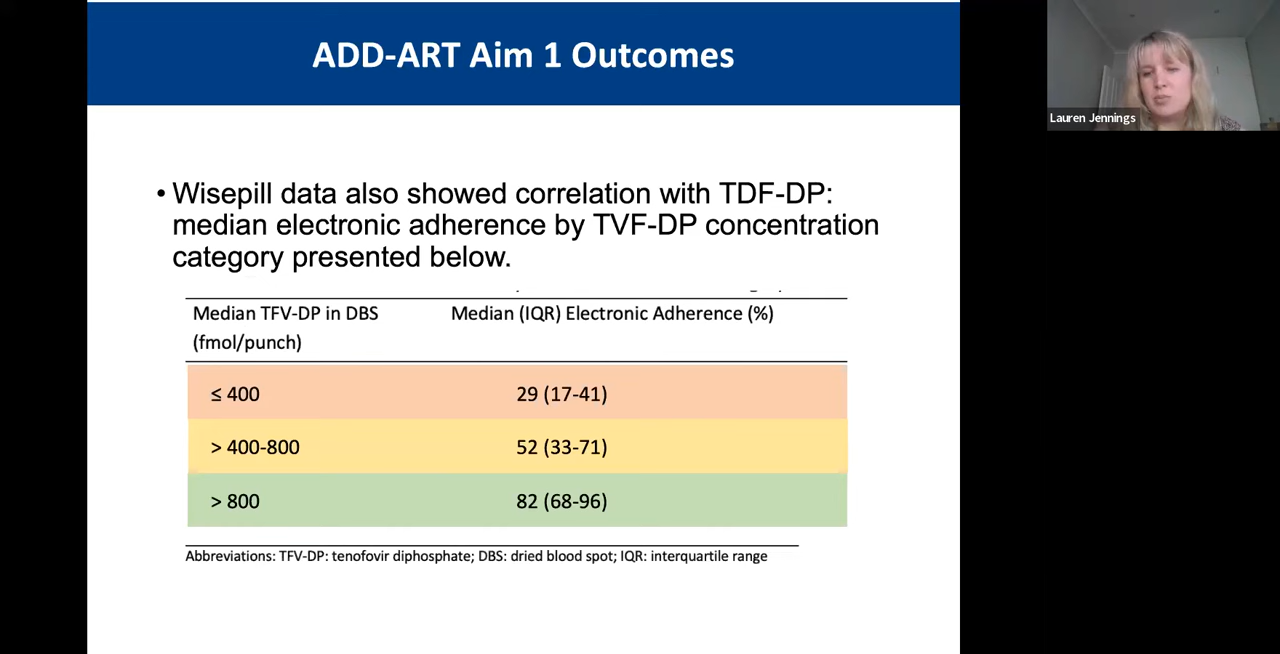 ADD-ART Aim 1 Outcomes
Lauren Jennings
• Wisepill data also showed correlation with TDF-DP:
median electronic adherence by TVF-DP concentration
category presented below.
Median TFV-DP in DBS Median (IQR) Electronic Adherence (%)
(fmol/punch)
≤ 400 29 (17-41)
> 400-800 52 (33-71)
> 800 82 (68-96)
Abbreviations: TFV-DP: tenofovir diphosphate; DBS: dried blood spot; IQR: interquartile range